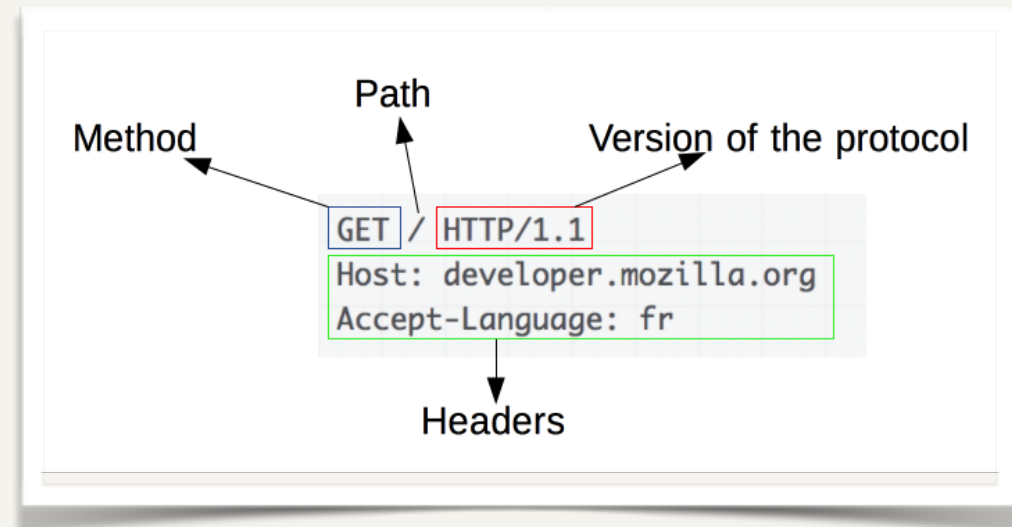 Path
Method
Version of the protocol
GET / HTTP/1.1
Host: developer.mozilla.org
Accept-Language: fr
Headers